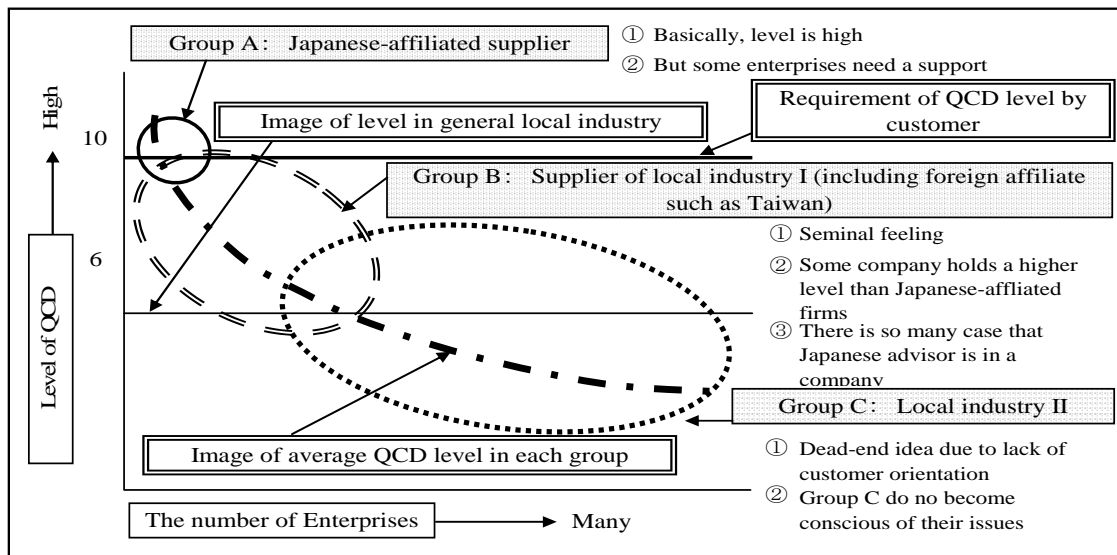 Group A： Japanese-affiliated supplier
① Basically, level is high
② But some enterprises need a support
Requirement of QCD level by
customer
Image of level in general local industry
High
10
Group B： Supplier of local industry I (including foreign affiliate
such as Taiwan)
① Seminal feeling
② Some company holds a higher
level than Japanese-affliated
firms
③ There is so many case that
Japanese advisor is in a
company
6
Level of QCD
Group C： Local industry II
① Dead-end idea due to lack of
customer orientation
② Group C do no become
conscious of their issues
Image of average QCD level in each group
The number of Enterprises
Many